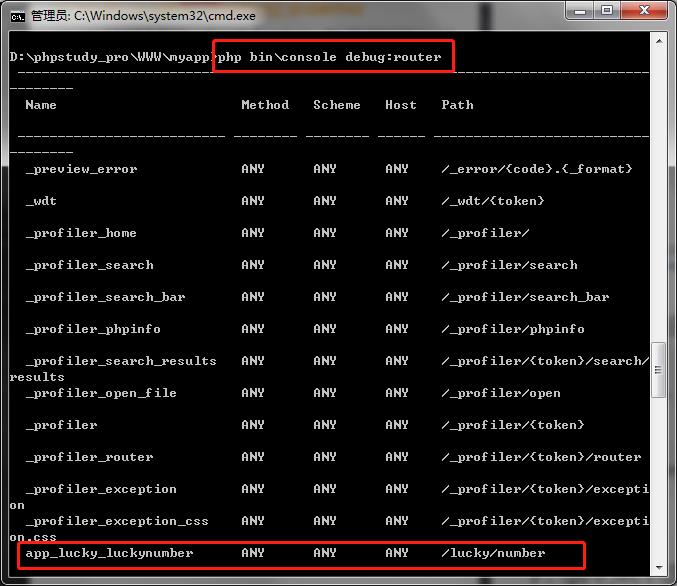 管理员: C:\Windows\system32\cmd.exe
D:\phpstudy_pro\WWW\myapp>php bin\console debug:router
Name Method Scheme Host Path
_preview_error ANY ANY ANY /_error/{code}.{_format}
_wdt ANY ANY ANY /_wdt/{token}
_profiler_home ANY ANY ANY /_profiler/
_profiler_search ANY ANY ANY /_profiler/search
_profiler_search_bar ANY ANY ANY /_profiler/search_bar
_profiler_phpinfo ANY ANY ANY /_profiler/phpinfo
_profiler_search_results ANY ANY ANY /_profiler/{token}/search/
results
_profiler_open_file ANY ANY ANY /_profiler/open
_profiler ANY ANY ANY /_profiler/{token}
_profiler_router ANY ANY ANY /_profiler/{token}/router
_profiler_exception ANY ANY ANY /_profiler/{token}/excepti
on
_profiler_exception_css ANY ANY ANY /_profiler/{token}/excepti
on.css
app_lucky_luckynumber ANY ANY ANY /lucky/number